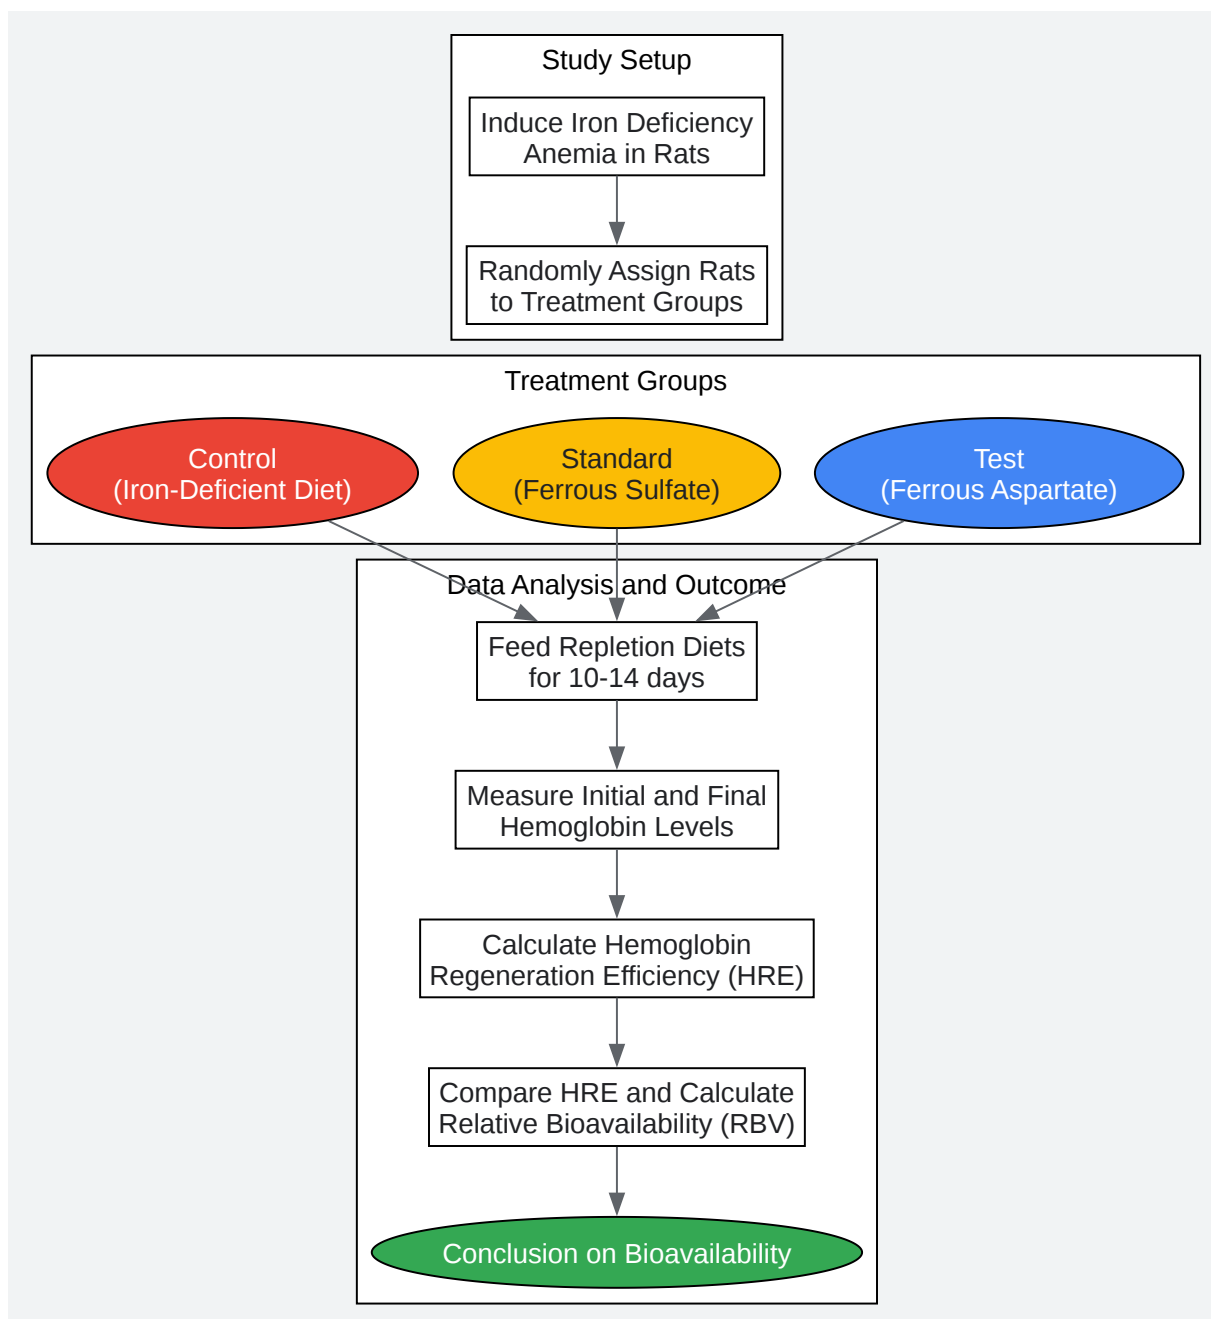 Study Setup
Induce Iron Deficiency
Anemia in Rats
Randomly Assign Rats
to Treatment Groups
Treatment Groups
Control
(Iron-Deficient Diet)
Standard
(Ferrous Sulfate)
Test
(Ferrous Aspartate)
Data Analysis and Outcome
Feed Repletion Diets
for 10-14 days
Measure Initial and Final
Hemoglobin Levels
Calculate Hemoglobin
Regeneration Efficiency (HRE)
Compare HRE and Calculate
Relative Bioavailability (RBV)
Conclusion on Bioavailability